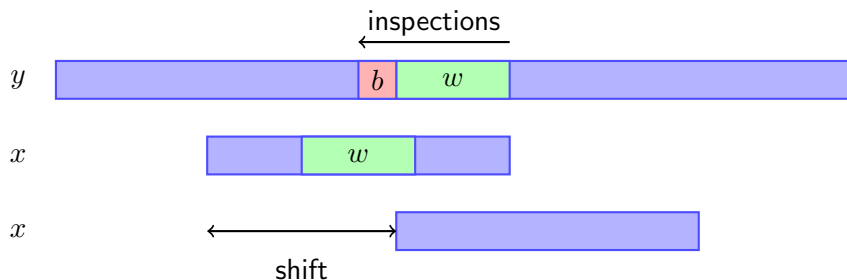 inspections
y b w
x w
x
shift